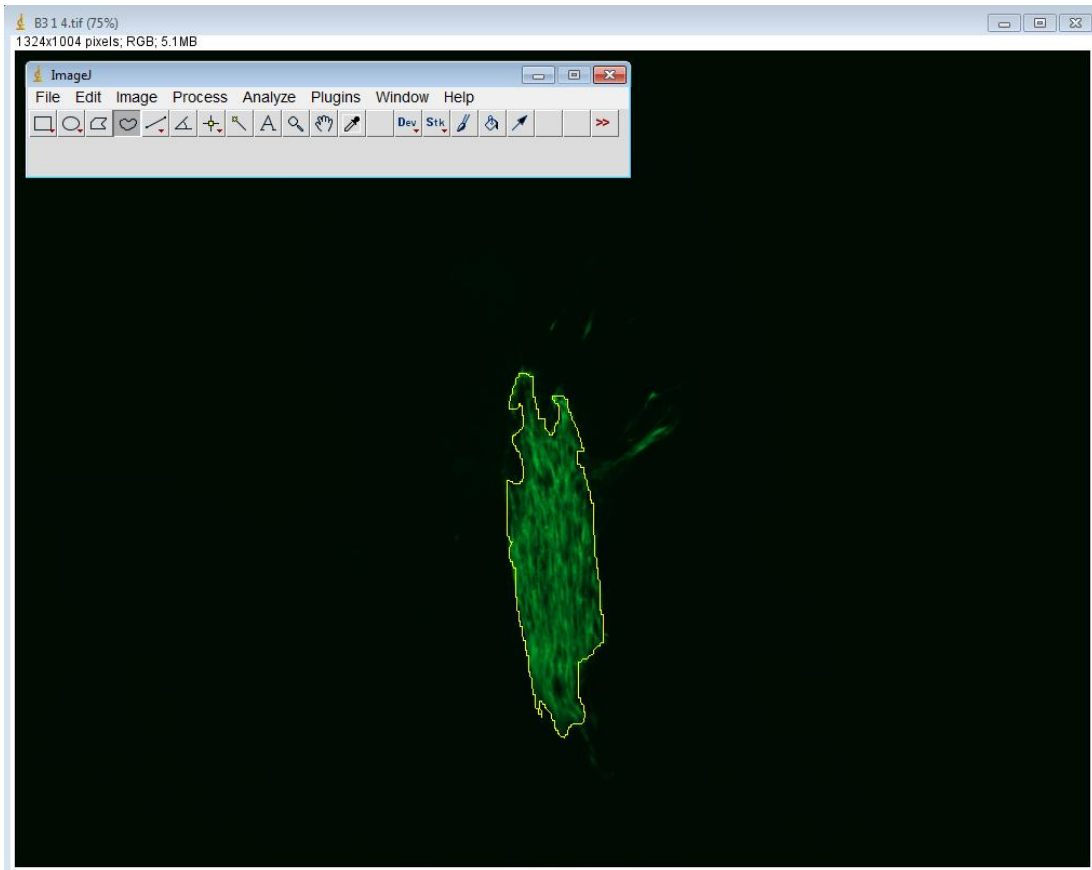 B3 1 4.tif (75%)
1324x1004 pixels; RGB; 5.1MB
ImageJ
File Edit Image Process Analyze Plugins Window Help
A Dev Stk >>